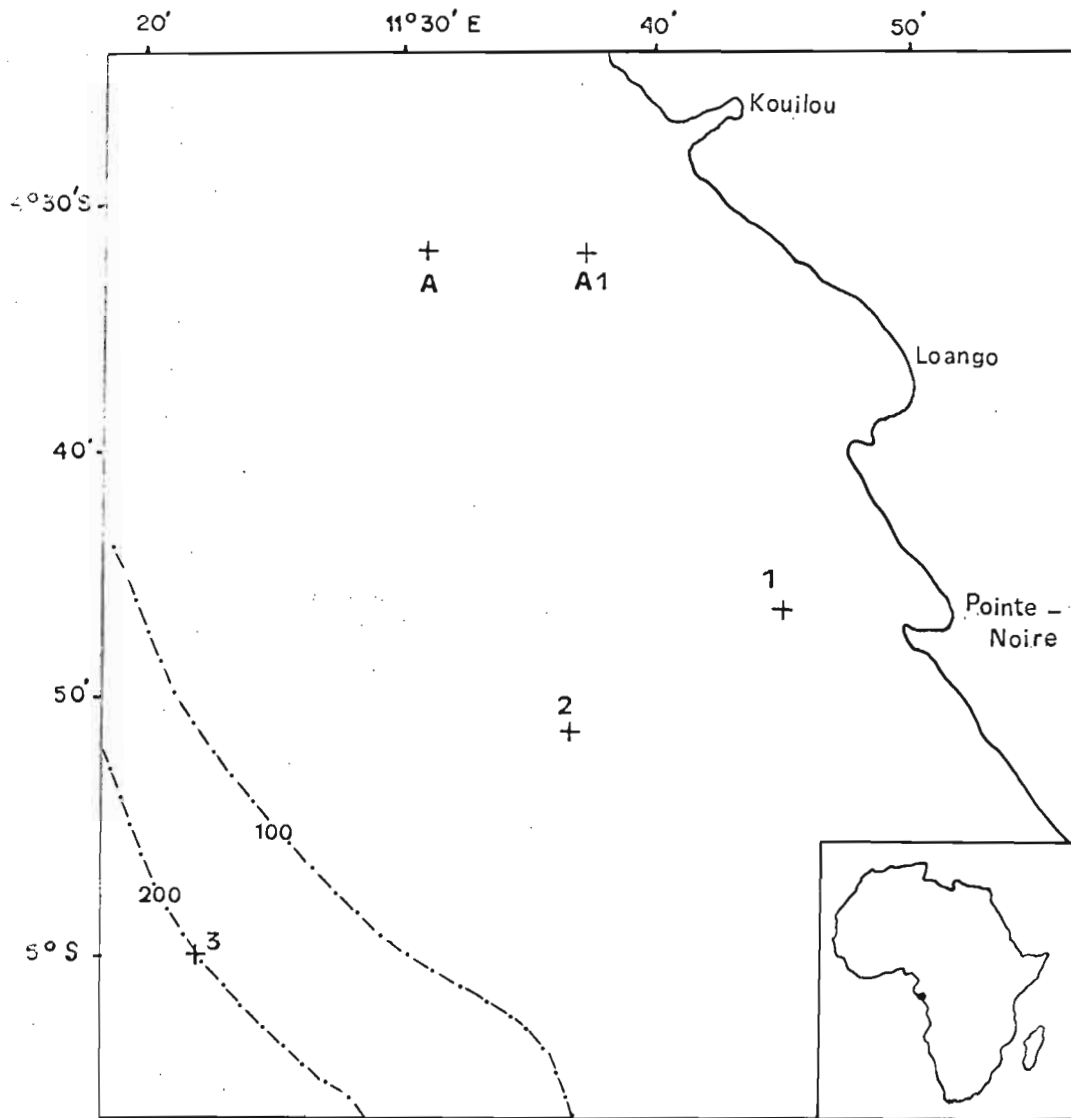 20' 11°30' E 40' 50'
Kouilou
4°30'S
A A1
Loango
40'
1
Pointe –
Noire
50'
2
100
200
3
5° S